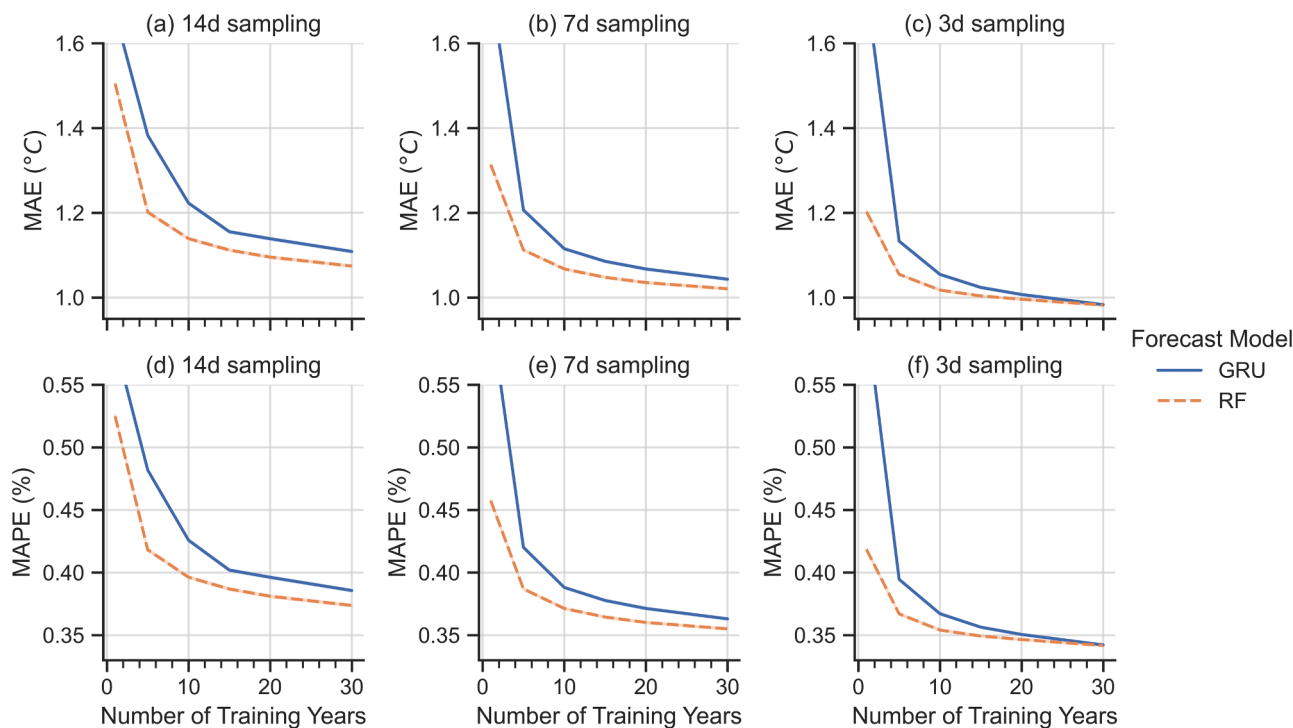 (a) 14d sampling
(b) 7d sampling
(c) 3d sampling
1.6
1.4
1.2
1.0
MAE (°C)
1.6
1.4
1.2
1.0
MAE (°C)
1.6
1.4
1.2
1.0
MAE (°C)
Forecast Model
GRU
RF
(d) 14d sampling
(e) 7d sampling
(f) 3d sampling
0.55
0.50
0.45
0.40
0.35
MAPE (%)
0.55
0.50
0.45
0.40
0.35
MAPE (%)
0.55
0.50
0.45
0.40
0.35
MAPE (%)
0 10 20 30
0 10 20 30
0 10 20 30
Number of Training Years
Number of Training Years
Number of Training Years